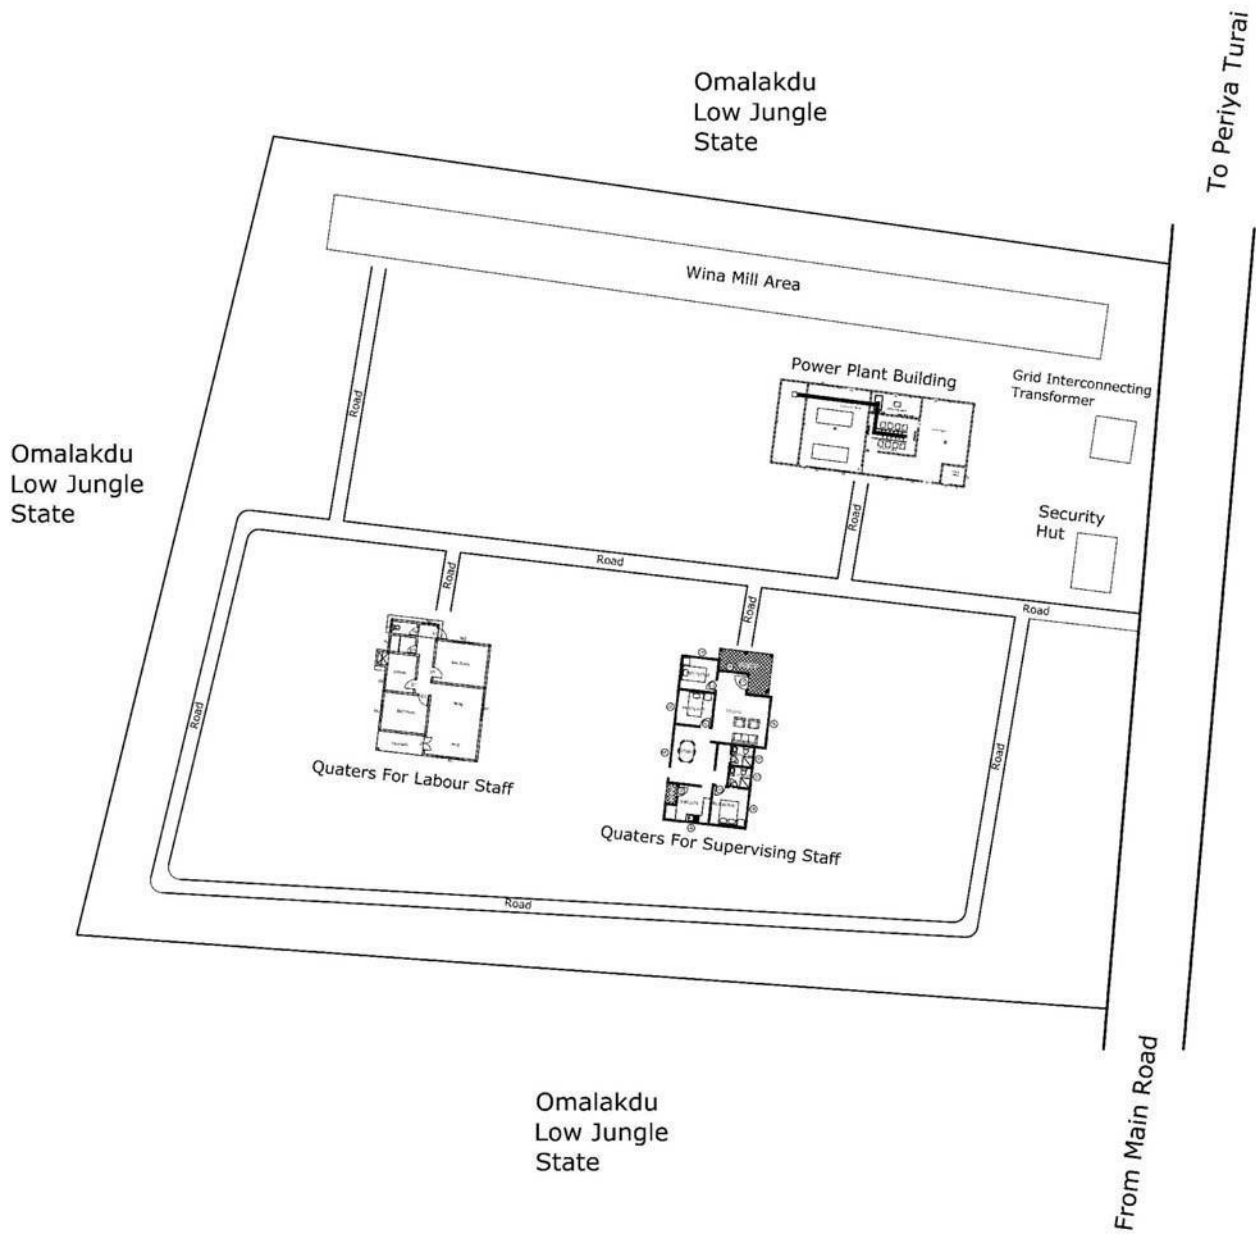 To Periya Turai
Omalakdu
Low Jungle
State
Wina Mill Area
Power Plant Building
Grid Interconnecting
Transformer
Road
Omalakdu
Low Jungle
State
Security
Hut
Road
Road
Road
Road
Road
Road
Road
Road
Quaters For Labour Staff
Quaters For Supervising Staff
Road
Omalakdu
Low Jungle
State
From Main Road